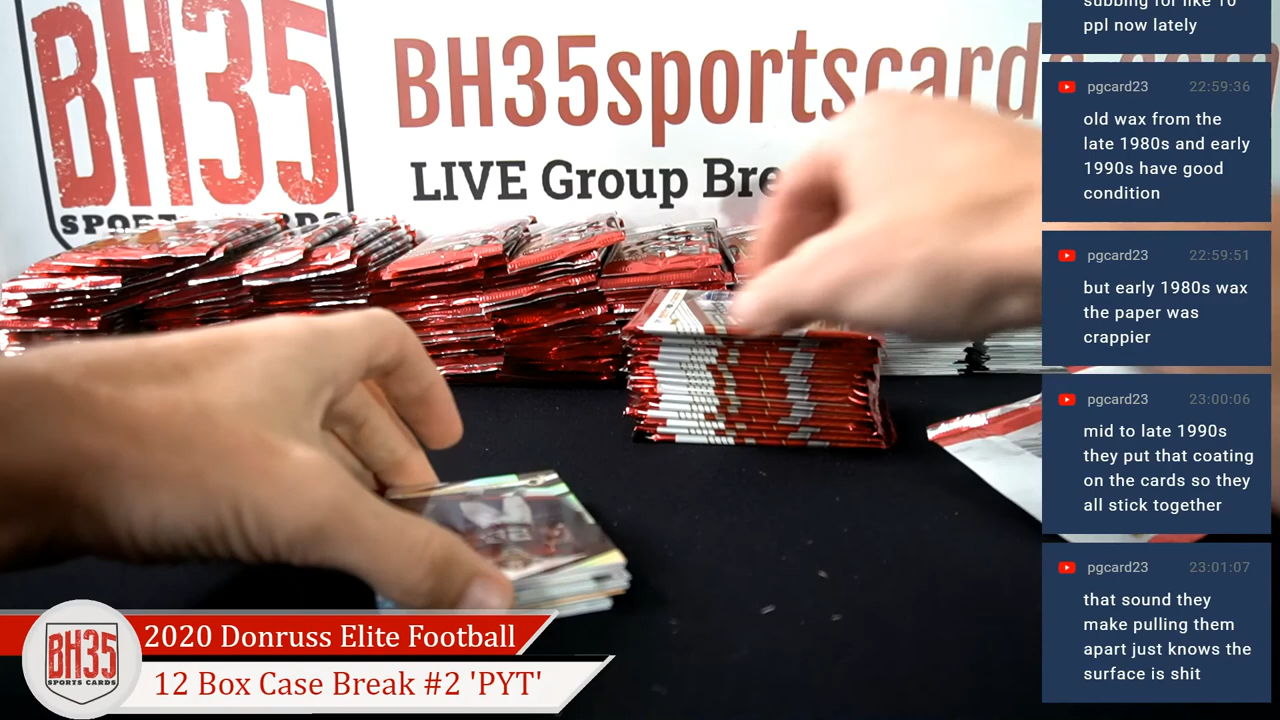 BH35
SPORTS CARDS
BH35sportscards.com
LIVE Group Bre
subbing for like 10
ppl now lately
pgcard23 22:59:36
old wax from the
late 1980s and early
1990s have good
condition
pgcard23 22:59:51
but early 1980s wax
the paper was
crappier
pgcard23 23:00:06
mid to late 1990s
they put that coating
on the cards so they
all stick together
pgcard23 23:01:07
that sound they
make pulling them
apart just knows the
surface is shit
BH35
SPORTS CARDS
2020 Donruss Elite Football
12 Box Case Break #2 'PYT'